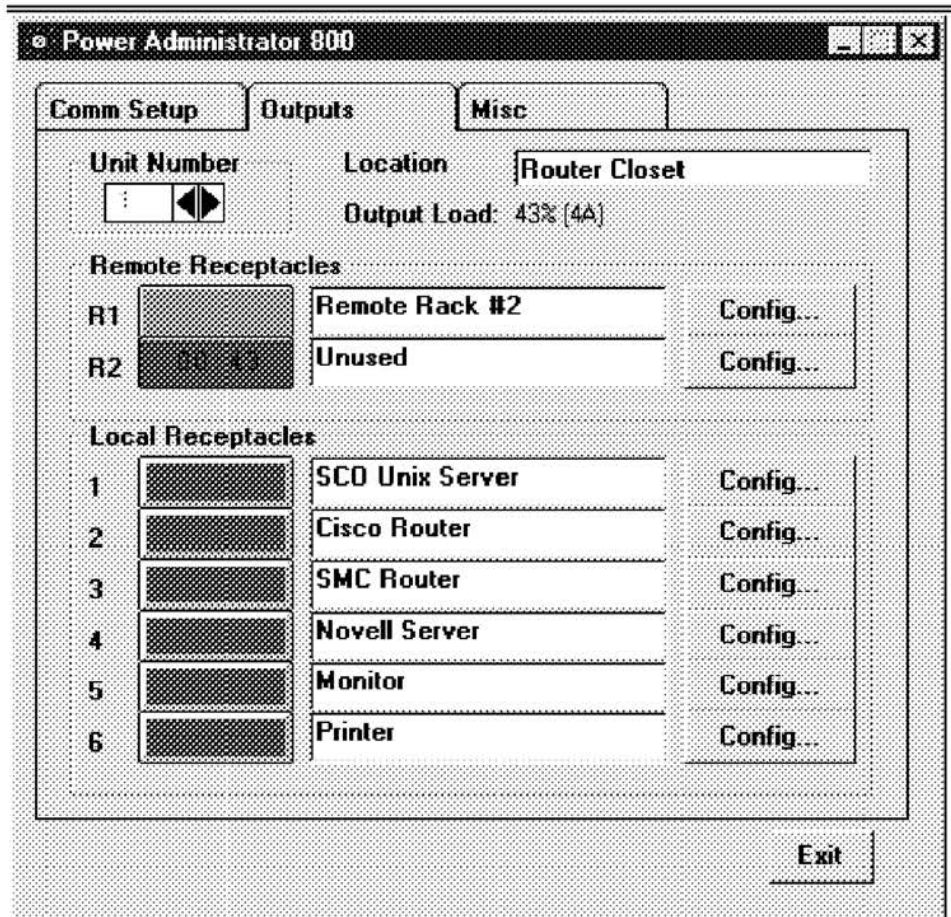 Power Administrator 800
Comm Setup Outputs Misc
Unit Number
Location Router Closet
Output Load: 43% (4A)
Remote Receptacles
R1 Remote Rack #2 Config...
R2 Unused Config...
Local Receptacles
1 SCO Unix Server Config...
2 Cisco Router Config...
3 SMC Router Config...
4 Novell Server Config...
5 Monitor Config...
6 Printer Config...
Exit